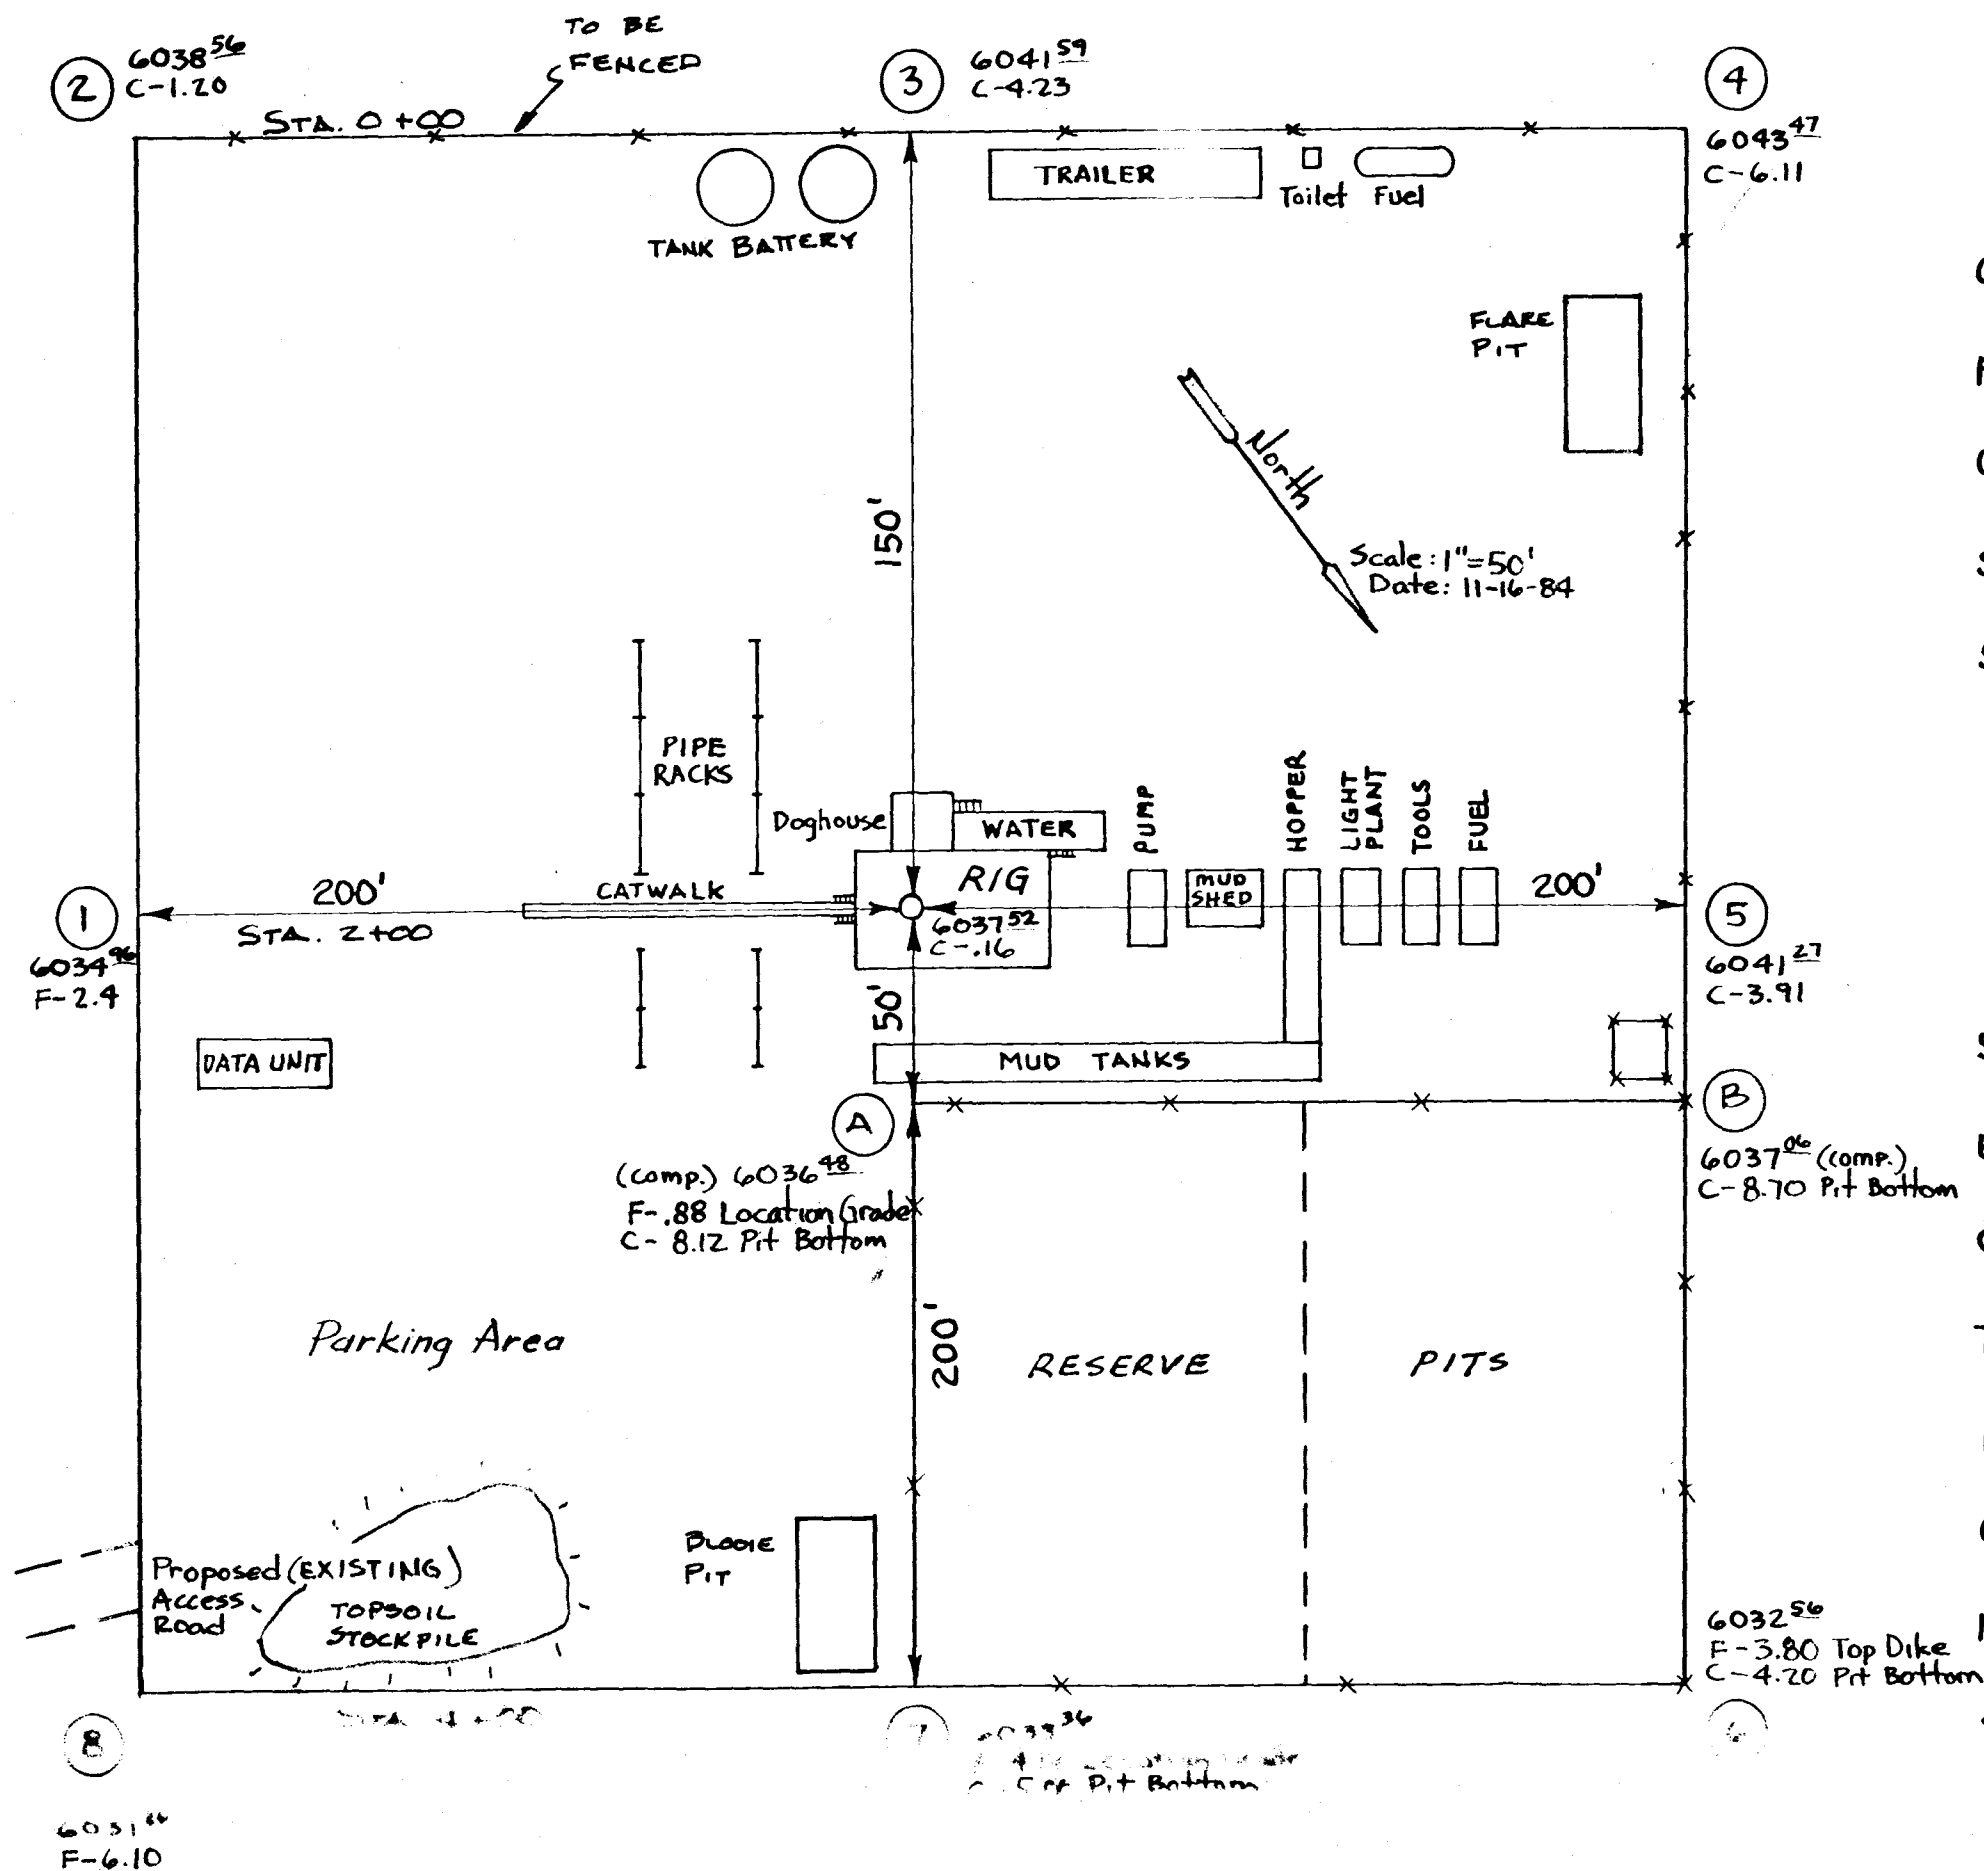 TO BE
FENCED
2
6038 56
C-1.20
3
6041 59
C-4.23
4
6043 47
C-6.11
STA. 0+00
TRAILER
Toilet Fuel
TANK BATTERY
FLARE
PIT
North
150'
Scale: 1"=50'
Date: 11-16-84
PIPE
RACKS
Doghouse
WATER
PUMP
HOPPER
LIGHT
PLANT
TOOLS
FUEL
MUD
SHED
1
200'
STA. 2+00
CATWALK
RIG
6037 52
C-.16
200'
5
6034 96
F-2.4
6041 27
C-3.91
50'
DATA UNIT
MUD TANKS
A
B
(comp.) 6036 48
F-.88 Location Grade
C-8.12 Pit Bottom
6037 06 (comp.)
C-8.70 Pit Bottom
Parking Area
200'
RESERVE PITS
BLOOIE
PIT
Proposed (EXISTING)
Access
Road
TOPSOIL
STOCKPILE
6032 56
F-3.80 Top Dike
C-4.20 Pit Bottom
STA 4+00
8
7
6
36
Pit Bottom
F-6.10